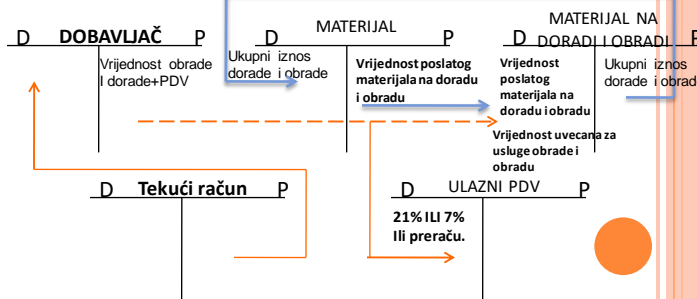 D DOBAVLJAČ P
Vrijednost obrade
I dorade+PDV
D MATERIJAL P
Ukupni iznos
dorade i obrade
Vrijednost poslatog
materijala na doradu
i obradu
MATERIJAL NA
D DORADI I OBRADI P
Vrijednost
poslatog
materijala na
doradu i obradu
Vrijednost uvecana za
usluge obrade i
obradu
Ukupni iznos
dorade i obrad
D Tekući račun P
D ULAZNI PDV P
21% ILI 7%
Ili preraču.